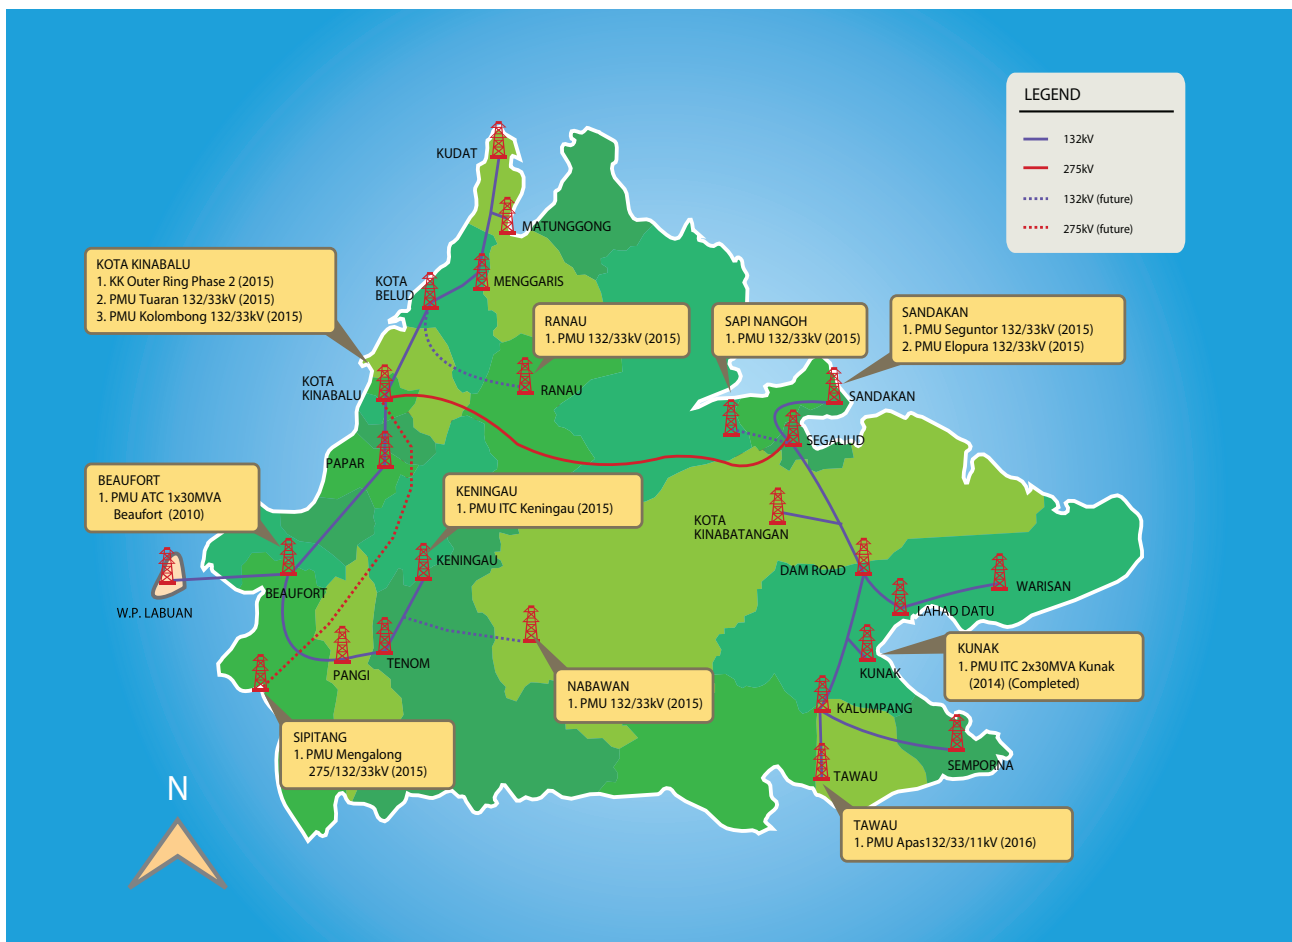 LEGEND
132kV
275kV
132kV (future)
275kV (future)
KUDAT
MATUNGGONG
KOTA KINABALU
1. KK Outer Ring Phase 2 (2015)
2. PMU Tuaran 132/33kV (2015)
3. PMU Kolombong 132/33kV (2015)
KOTA
BELUD
MENGGARIS
RANAU
1. PMU 132/33kV (2015)
SAPI NANGOH
1. PMU 132/33kV (2015)
SANDAKAN
1. PMU Seguntor 132/33kV (2015)
2. PMU Elopura 132/33kV (2015)
KOTA
KINABALU
RANAU
SANDAKAN
SEGALIUD
PAPAR
BEAUFORT
1. PMU ATC 1x30MVA
Beaufort (2010)
KENINGAU
1. PMU ITC Keningau (2015)
KOTA
KINABATANGAN
KENINGAU
DAM ROAD
WARISAN
BEAUFORT
W.P. LABUAN
LAHAD DATU
TENOM
PANGI
KUNAK
KUNAK
1. PMU ITC 2x30MVA Kunak
(2014) (Completed)
NABAWAN
1. PMU 132/33kV (2015)
KALUMPANG
SIPITANG
1. PMU Mengalong
275/132/33kV (2015)
SEMPORNA
TAWAU
N
TAWAU
1. PMU Apas132/33/11kV (2016)